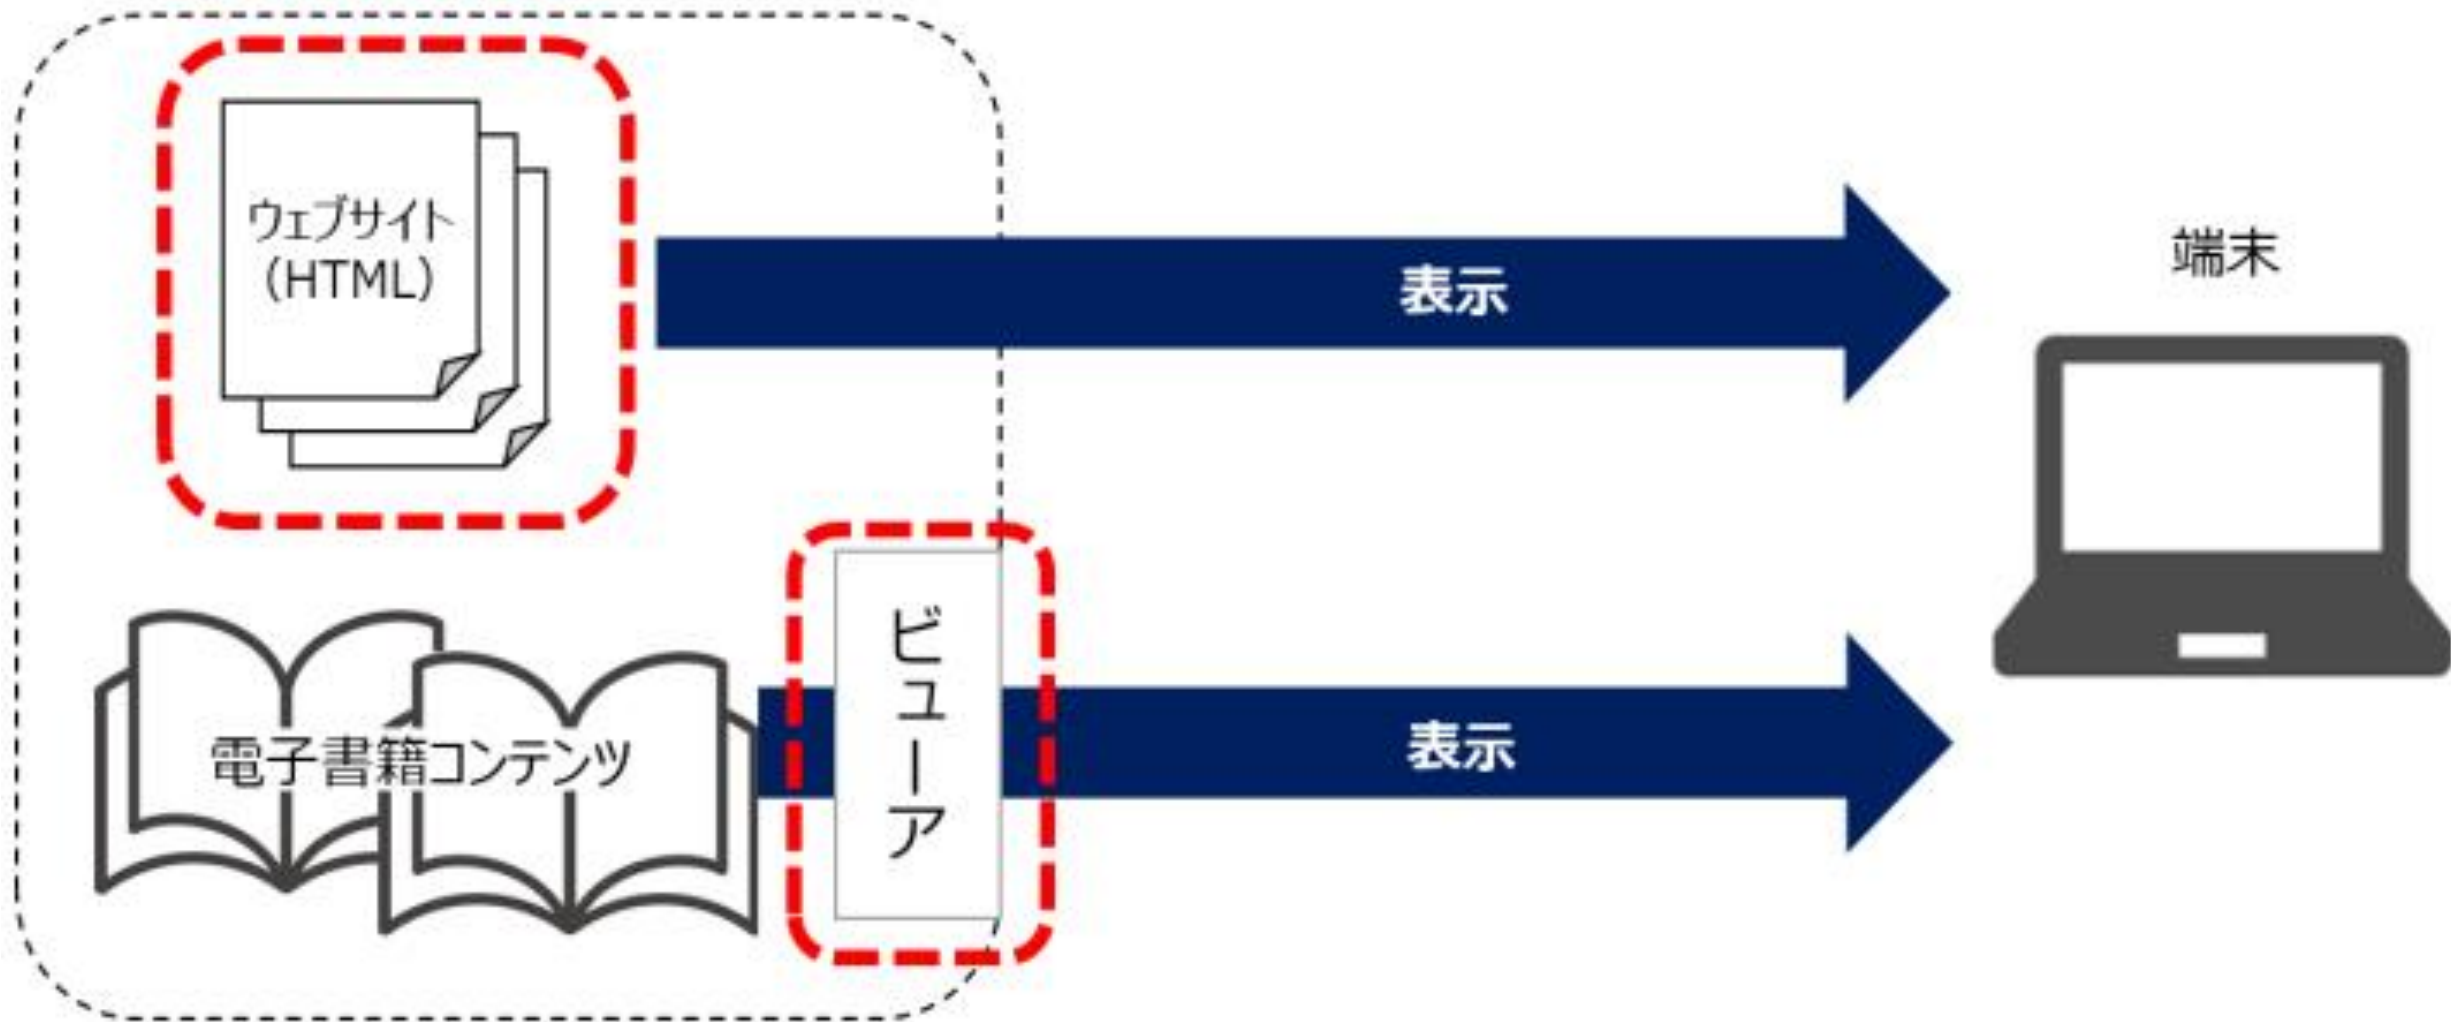 ウェブサイト
(HTML)
表示
端末
電子書籍コンテンツ
ビューア
表示